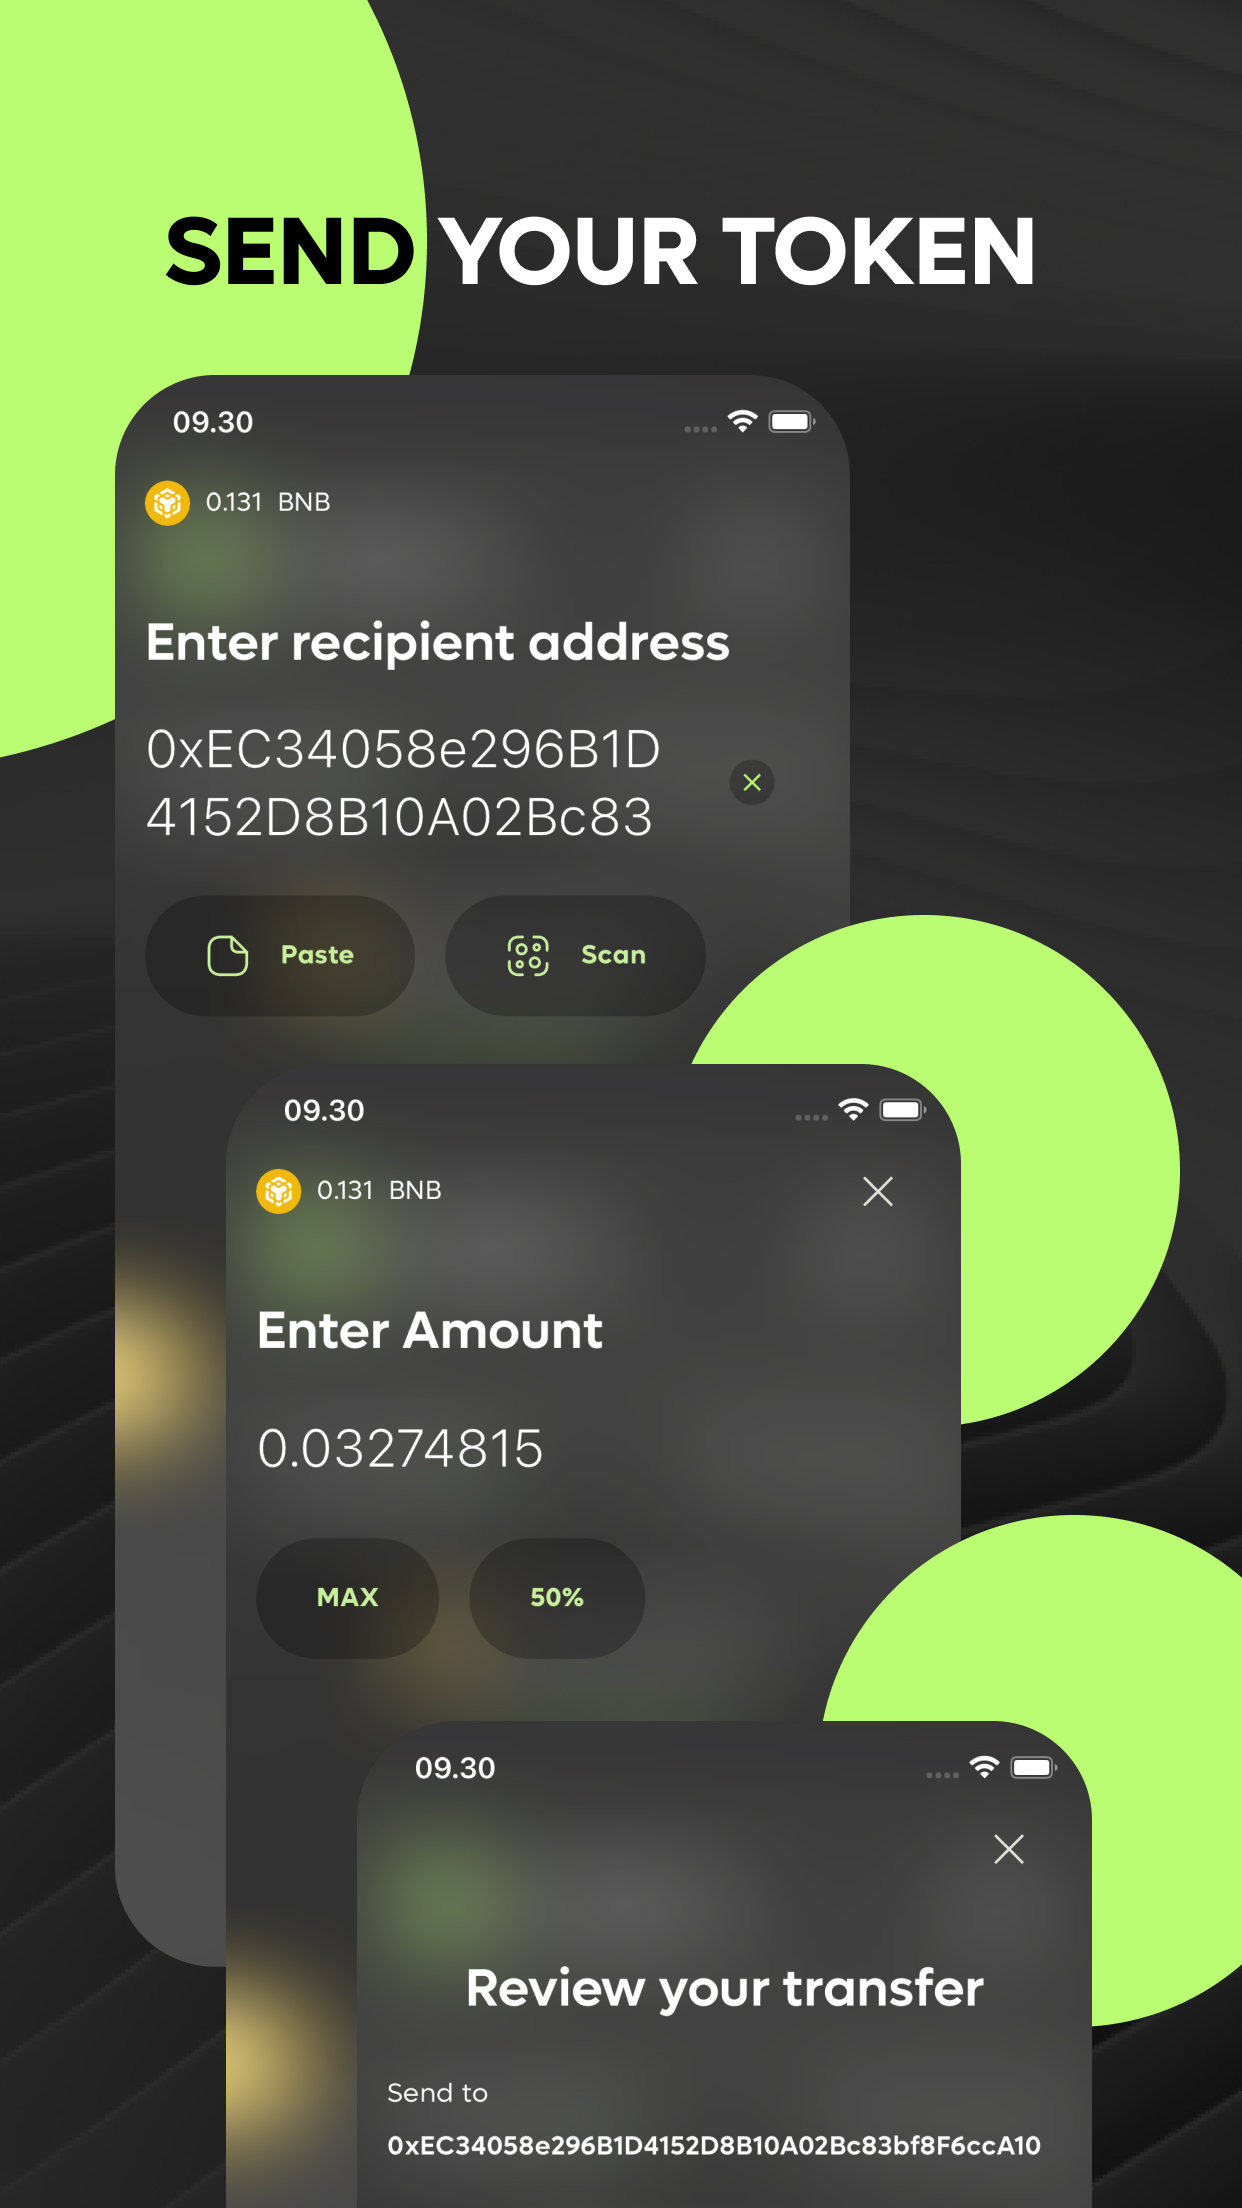 SEND YOUR TOKEN
09.30
0.131 BNB
Enter recipient address
0xEC34058e296B1D
4152D8B10A02Bc83
Paste
Scan
09.30
0.131 BNB
Enter Amount
0.03274815
MAX
50%
09.30
Review your transfer
Send to
0xEC34058e296B1D4152D8B10A02Bc83bf8F6ccA10